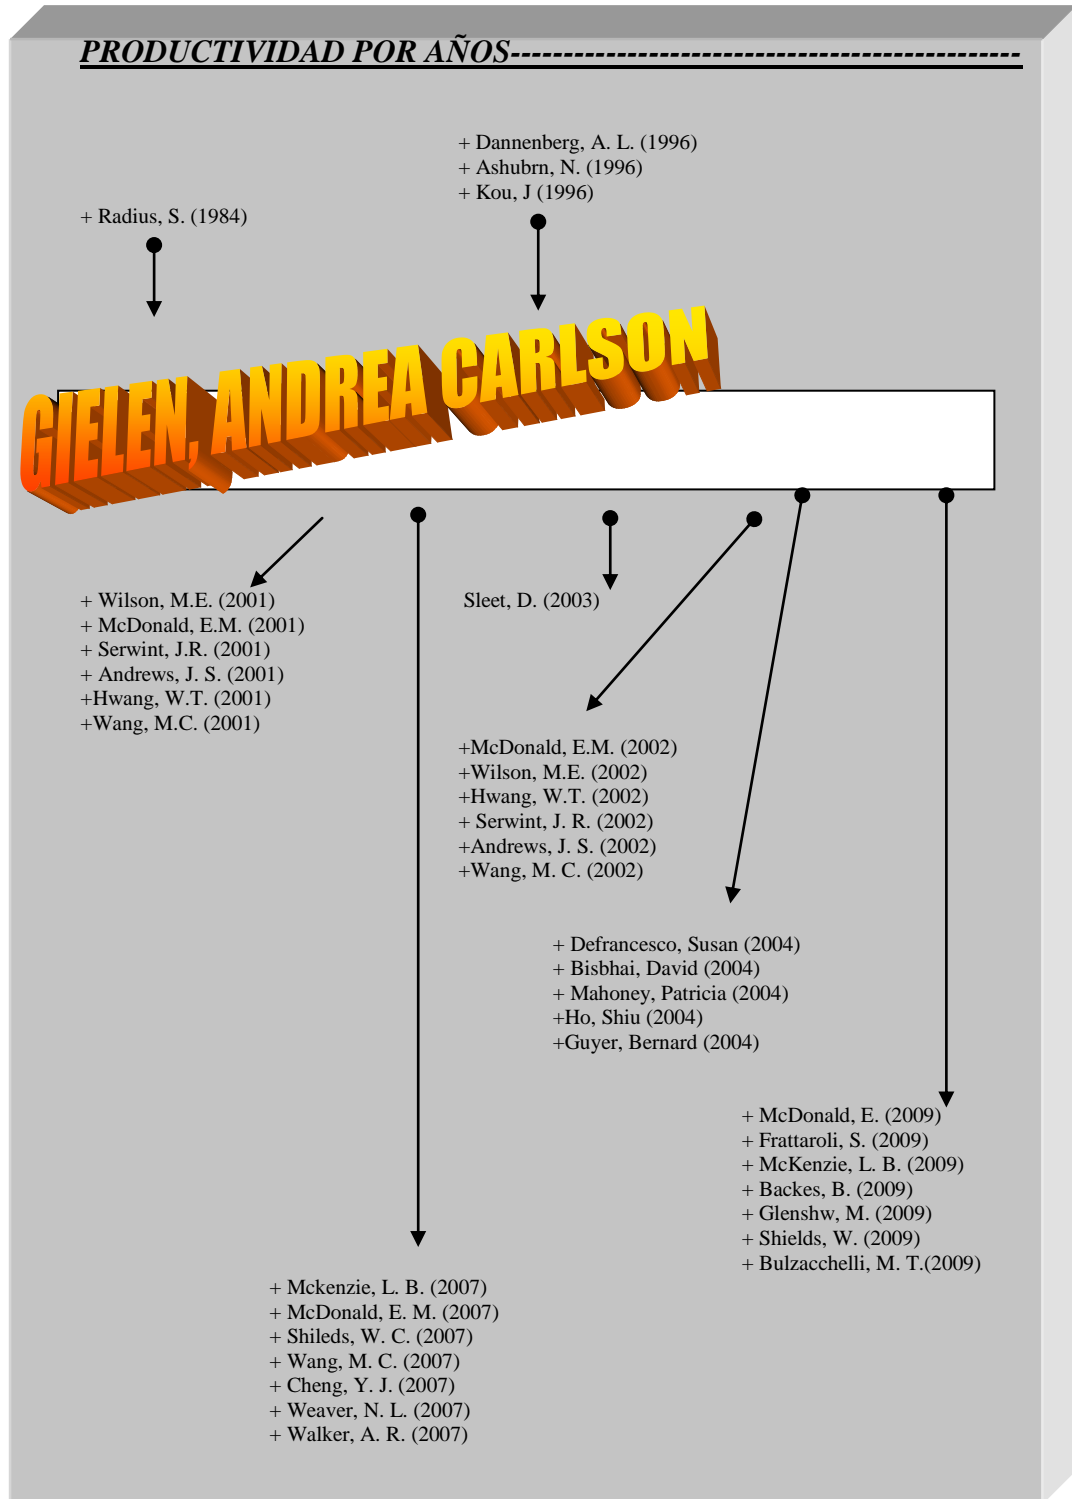 PRODUCTIVIDAD POR AÑOS------------------------------------------------
+ Dannenberg, A. L. (1996)
+ Ashubrn, N. (1996)
+ Kou, J (1996)
+ Radius, S. (1984)
GIELEN, ANDREA CARLSON
+ Wilson, M.E. (2001)
+ McDonald, E.M. (2001)
+ Serwint, J.R. (2001)
+ Andrews, J. S. (2001)
+Hwang, W.T. (2001)
+Wang, M.C. (2001)
Sleet, D. (2003)
+McDonald, E.M. (2002)
+Wilson, M.E. (2002)
+Hwang, W.T. (2002)
+ Serwint, J. R. (2002)
+Andrews, J. S. (2002)
+Wang, M. C. (2002)
+ Defrancesco, Susan (2004)
+ Bisbhai, David (2004)
+ Mahoney, Patricia (2004)
+Ho, Shiu (2004)
+Guyer, Bernard (2004)
+ McDonald, E. (2009)
+ Frattaroli, S. (2009)
+ McKenzie, L. B. (2009)
+ Backes, B. (2009)
+ Glenshw, M. (2009)
+ Shields, W. (2009)
+ Bulzacchelli, M. T.(2009)
+ Mckenzie, L. B. (2007)
+ McDonald, E. M. (2007)
+ Shileds, W. C. (2007)
+ Wang, M. C. (2007)
+ Cheng, Y. J. (2007)
+ Weaver, N. L. (2007)
+ Walker, A. R. (2007)